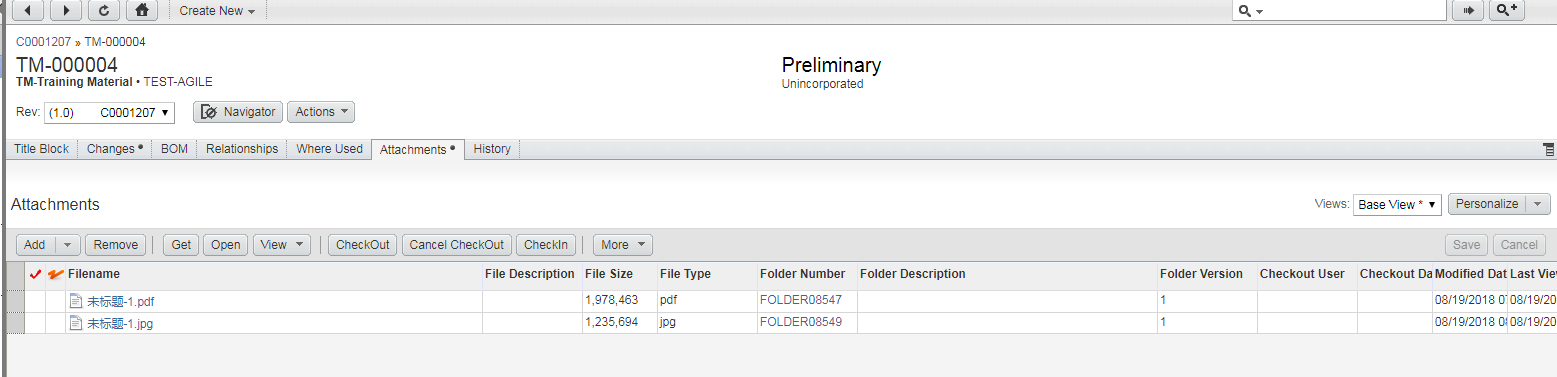 Create New
C0001207 » TM-000004
TM-000004
TM-Training Material • TEST-AGILE
Preliminary
Unincorporated
Rev: (1.0) C0001207 Navigator Actions
Title Block Changes • BOM Relationships Where Used Attachments • History
Attachments
Views: Base View * Personalize
Add Remove Get Open View CheckOut Cancel CheckOut CheckIn More Save Cancel
Filename File Description File Size File Type Folder Number Folder Description Folder Version Checkout User Checkout Da Modified Dat Last Vie
未标题-1.pdf 1,978,463 pdf FOLDER08547 1 08/19/2018 07 08/19/20
未标题-1.jpg 1,235,694 jpg FOLDER08549 1 08/19/2018 08 08/19/20